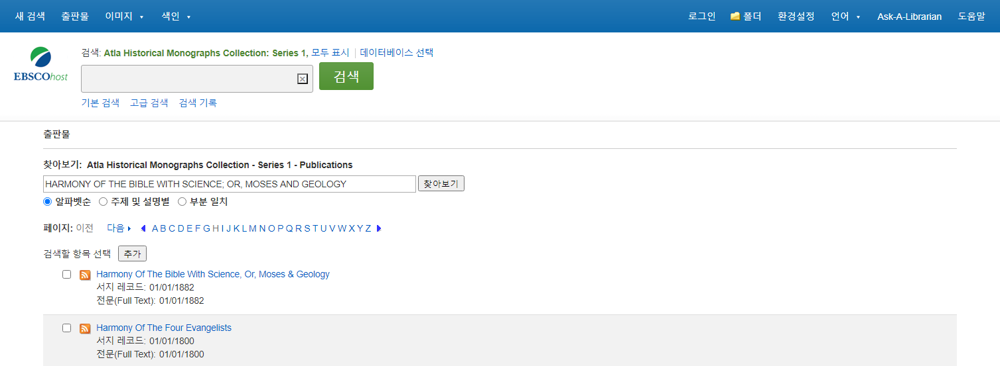 새 검색 출판물 이미지 색인 로그인 폴더 환경설정 언어 Ask-A-Librarian 도움말
검색: Atla Historical Monographs Collection: Series 1, 모두 표시 | 데이터베이스 선택
EBSCOhost
검색
기본 검색 고급 검색 검색 기록
출판물
찾아보기: Atla Historical Monographs Collection - Series 1 - Publications
HARMONY OF THE BIBLE WITH SCIENCE; OR, MOSES AND GEOLOGY 찾아보기
알파벳순 주제 및 설명별 부분 일치
페이지: 이전 다음 A B C D E F G H I J K L M N O P Q R S T U V W X Y Z
검색할 항목 선택 추가
Harmony Of The Bible With Science, Or, Moses & Geology
서지 레코드: 01/01/1882
전문(Full Text): 01/01/1882
Harmony Of The Four Evangelists
서지 레코드: 01/01/1800
전문(Full Text): 01/01/1800